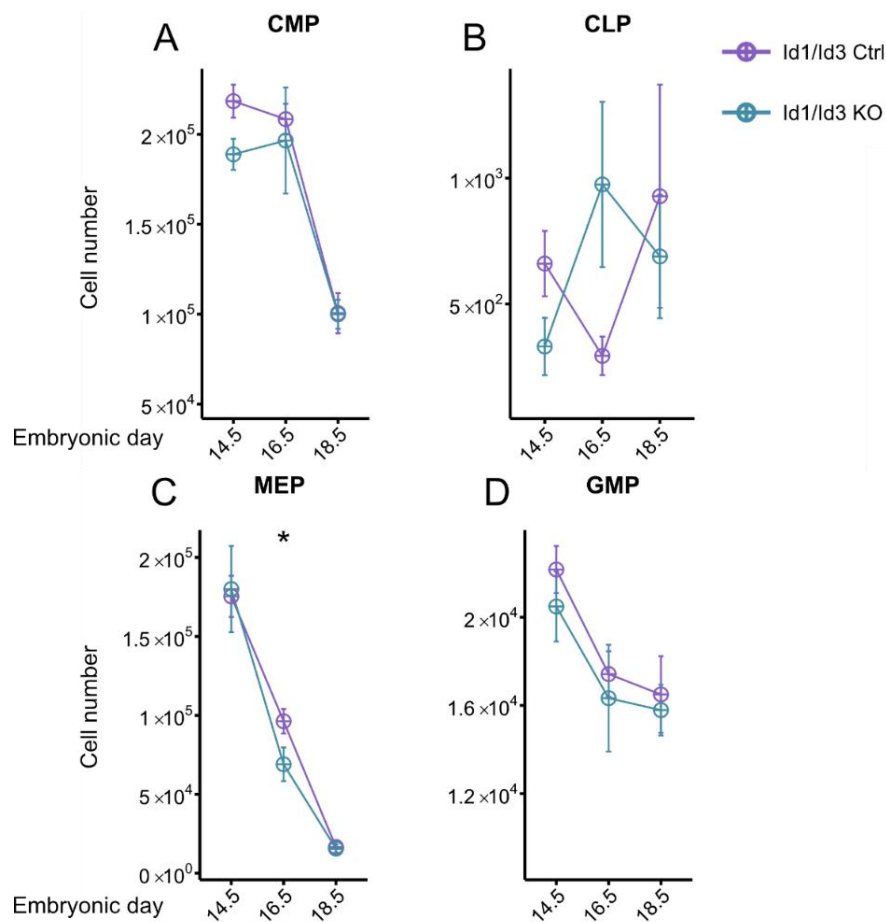 A
CMP
B
CLP
Id1/Id3 Ctrl
Id1/Id3 KO
Cell number
2 ×10⁵
1.5 ×10⁵
1 ×10⁵
5 ×10⁴
1 ×10³
5 ×10²
Embryonic day
14.5
16.5
18.5
14.5
16.5
18.5
C
MEP
D
GMP
Cell number
*
2 ×10⁵
1.5 ×10⁵
1 ×10⁵
5 ×10⁴
0 ×10⁰
2 ×10⁴
1.6 ×10⁴
1.2 ×10⁴
Embryonic day
14.5
16.5
18.5
14.5
16.5
18.5